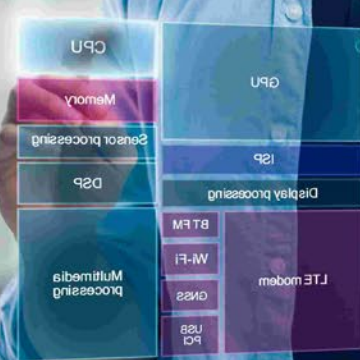 CPU
GPU
Memory
Sensor processing
ISP
DSP
Display processing
BT FM
Wi-Fi
GNSS
USB
PCI
LTE modem
Multimedia
processing